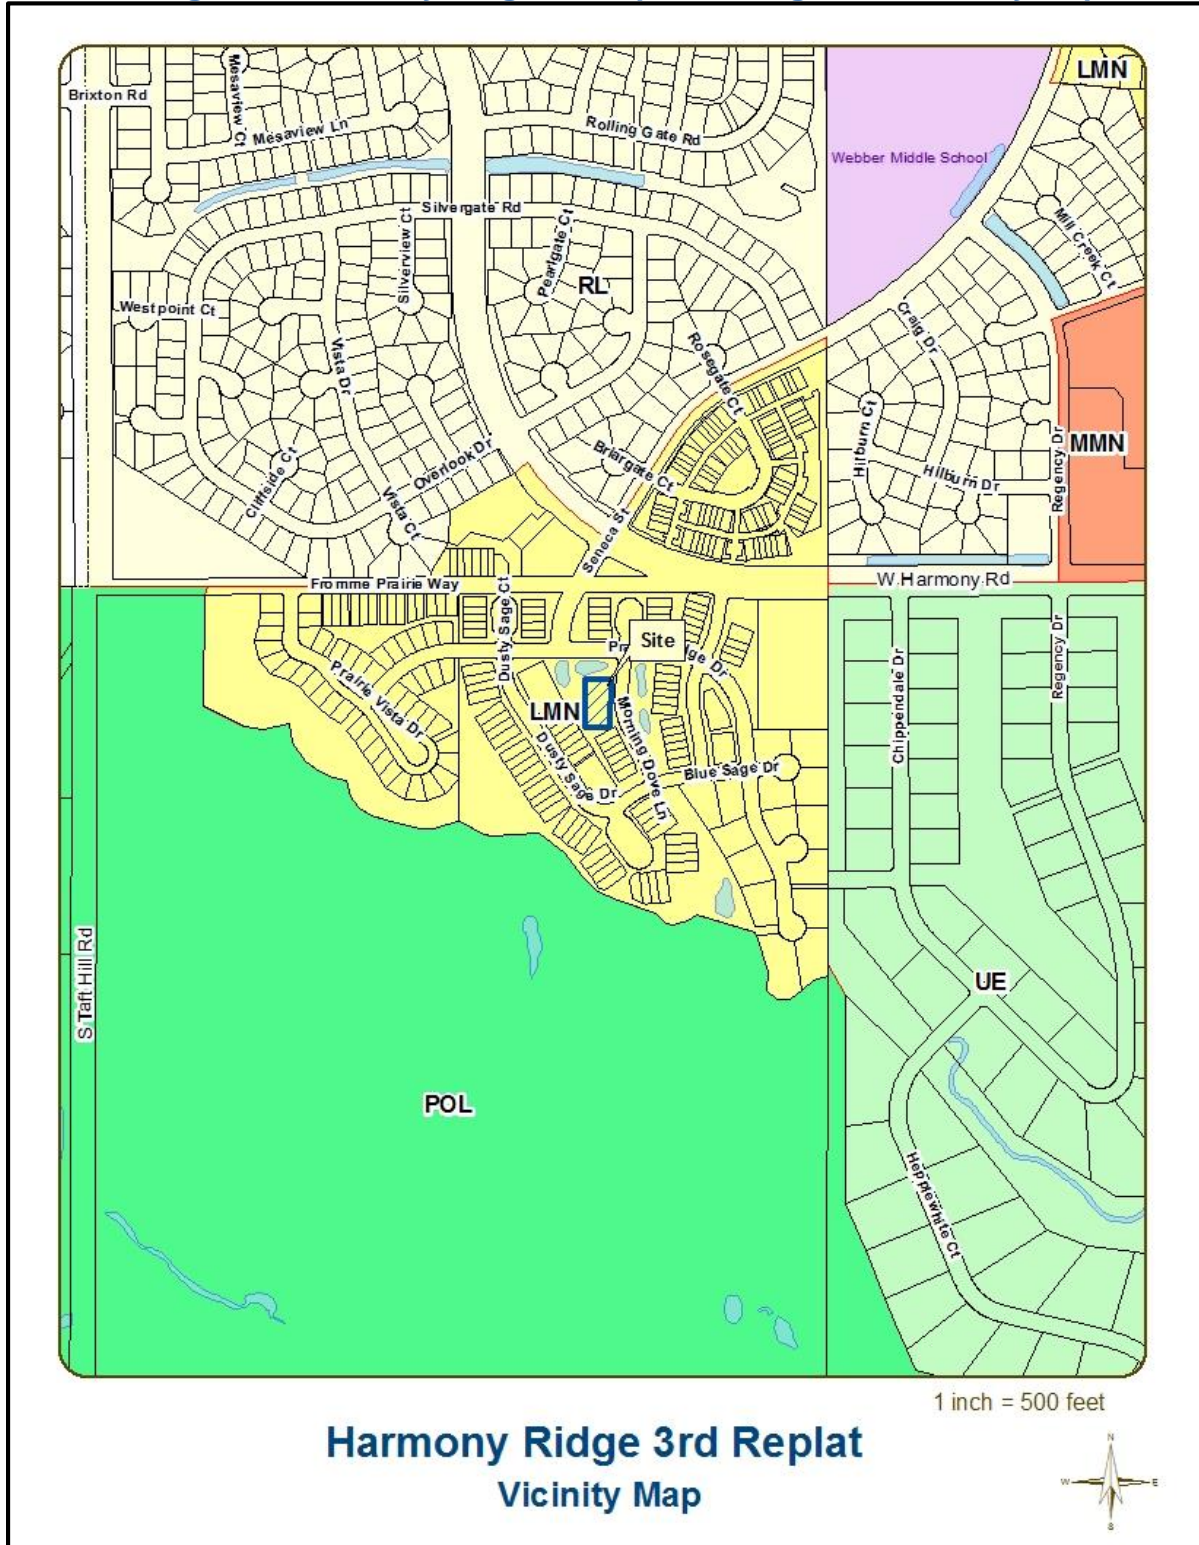 LMN
Brixton Rd
Mesaview Ct
Mesaview Ln
Rolling Gate Rd
Webber Middle School
Silvergate Rd
Silverview Ct
Pearlgate Ct
Mill Creek Ct
RL
Westpoint Ct
Craig Dr
Vista Dr
Rosegate Ct
Hilburn Ct
MMN
Regency Dr
Overlook Dr
Briargate Ct
Cliffside Ct
Hilburn Dr
Vista Ct
Seneca St
Fromme Prairie Way
W Harmony Rd
Dusty Sage Ct
Site
Regency Dr
Chippendale Dr
Prairie Vista Dr
LMN
Morning Dove Ln
Dusty Sage Dr
Blue Sage Dr
S Taft Hill Rd
UE
POL
Hepplewhite Ct
1 inch = 500 feet
Harmony Ridge 3rd Replat
Vicinity Map
N
W E
S